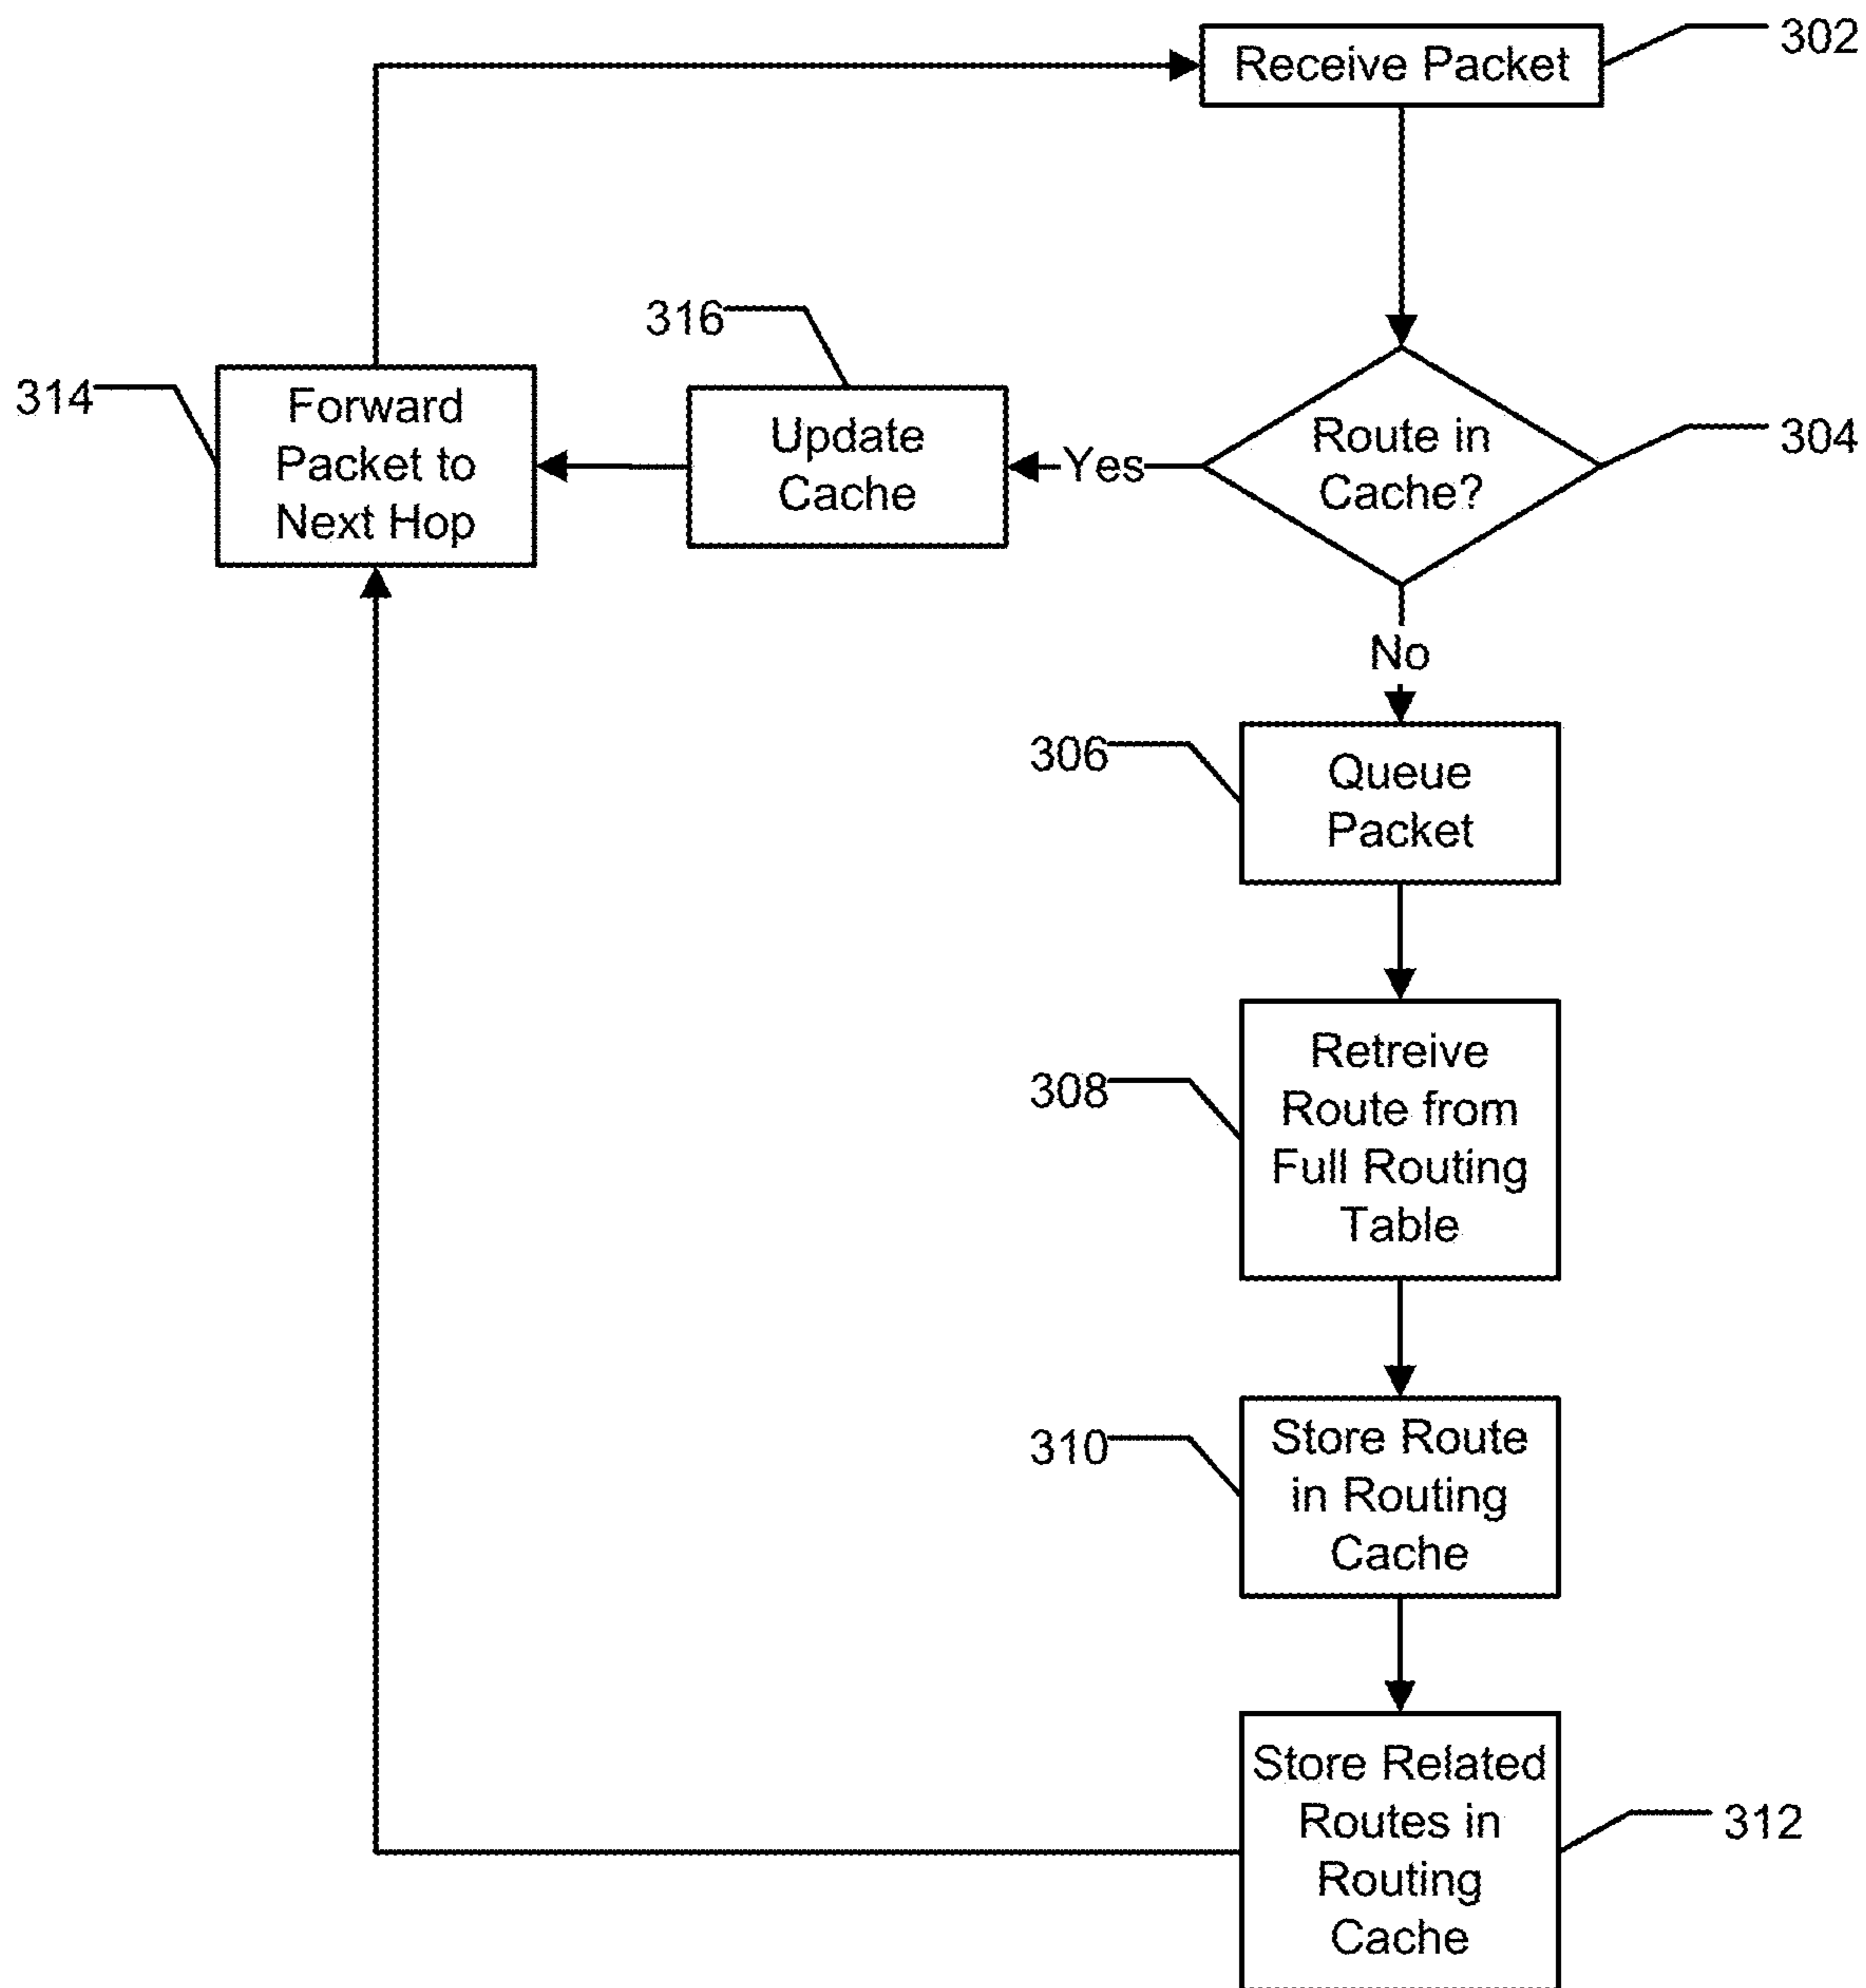 Receive Packet
302
316
314
Forward
Packet to
Next Hop
Update
Cache
Yes
Route in
Cache?
304
No
306
Queue
Packet
308
Retreive
Route from
Full Routing
Table
310
Store Route
in Routing
Cache
Store Related
Routes in
Routing
Cache
312